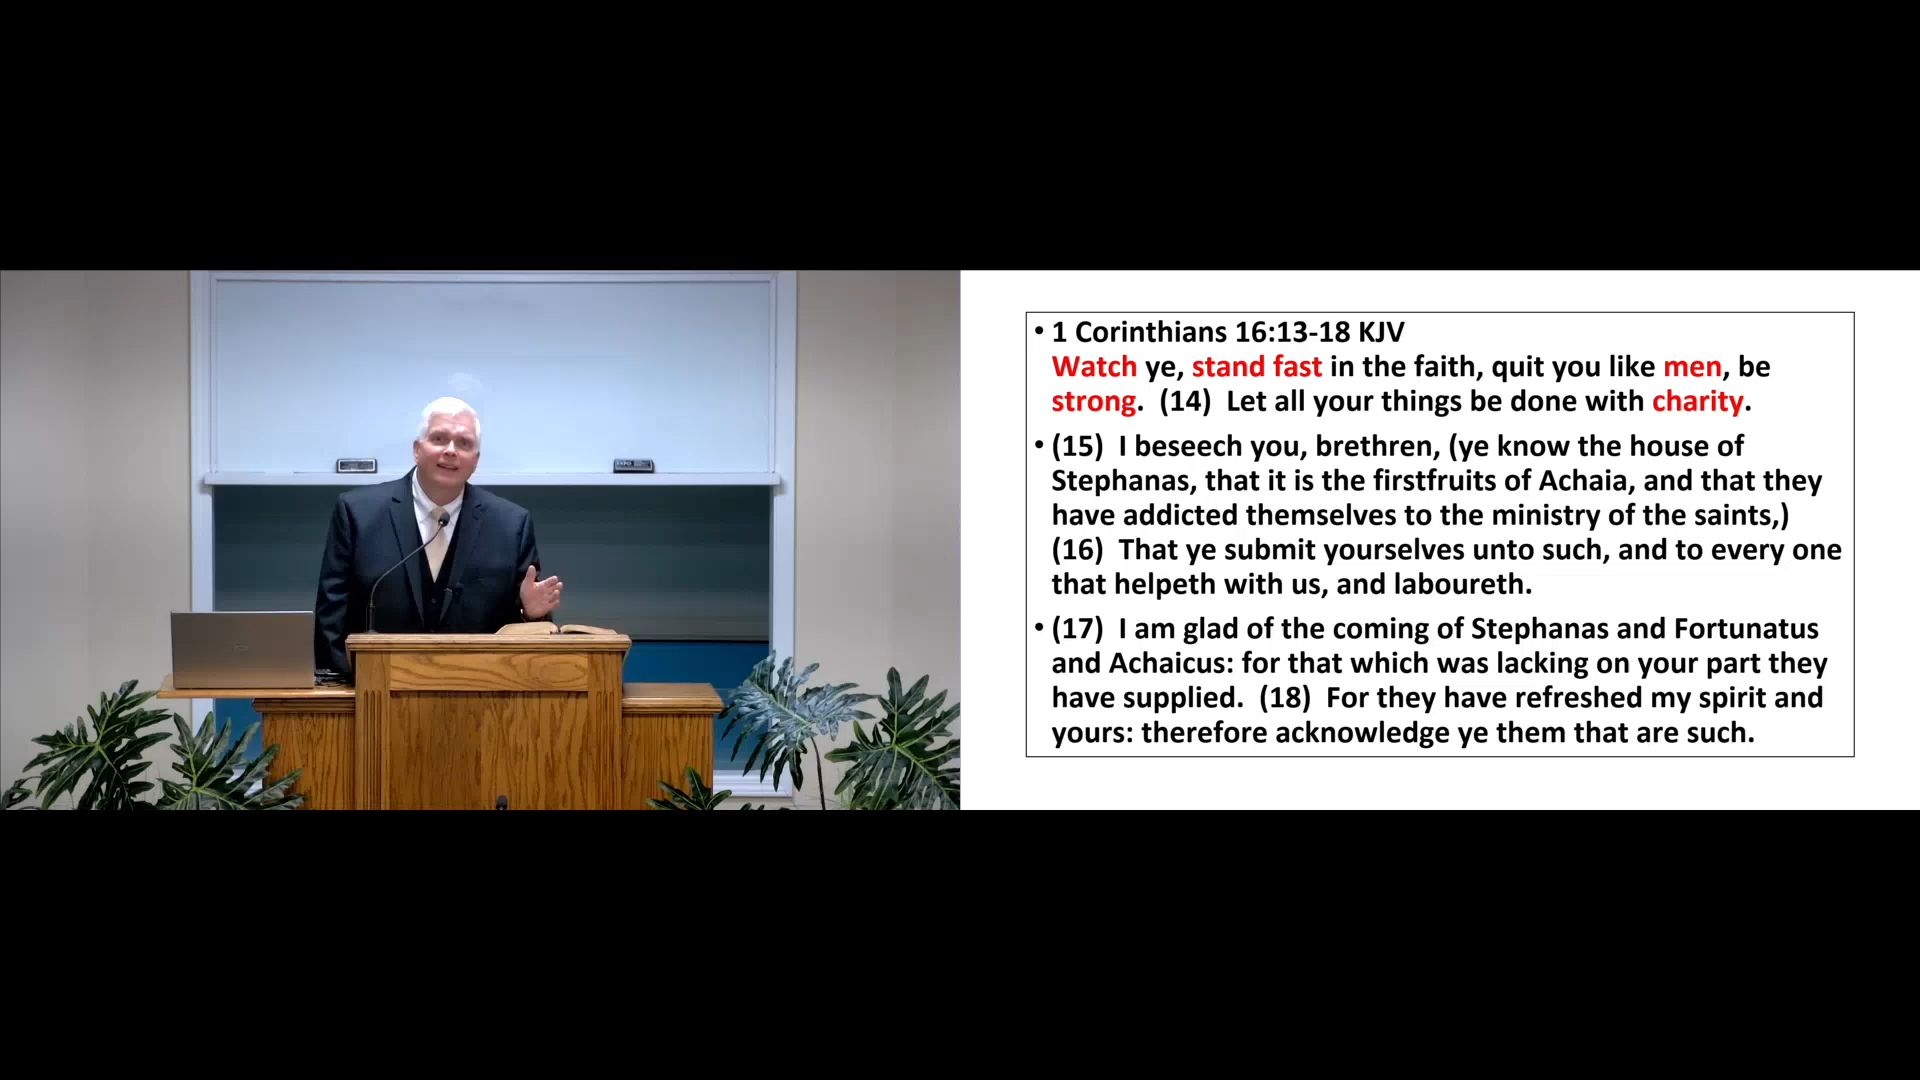 • 1 Corinthians 16:13-18 KJV
Watch ye, stand fast in the faith, quit you like men, be
strong.  (14)  Let all your things be done with charity.
• (15)  I beseech you, brethren, (ye know the house of
Stephanas, that it is the firstfruits of Achaia, and that they
have addicted themselves to the ministry of the saints,)
(16)  That ye submit yourselves unto such, and to every one
that helpeth with us, and laboureth.
• (17)  I am glad of the coming of Stephanas and Fortunatus
and Achaicus: for that which was lacking on your part they
have supplied.  (18)  For they have refreshed my spirit and
yours: therefore acknowledge ye them that are such.